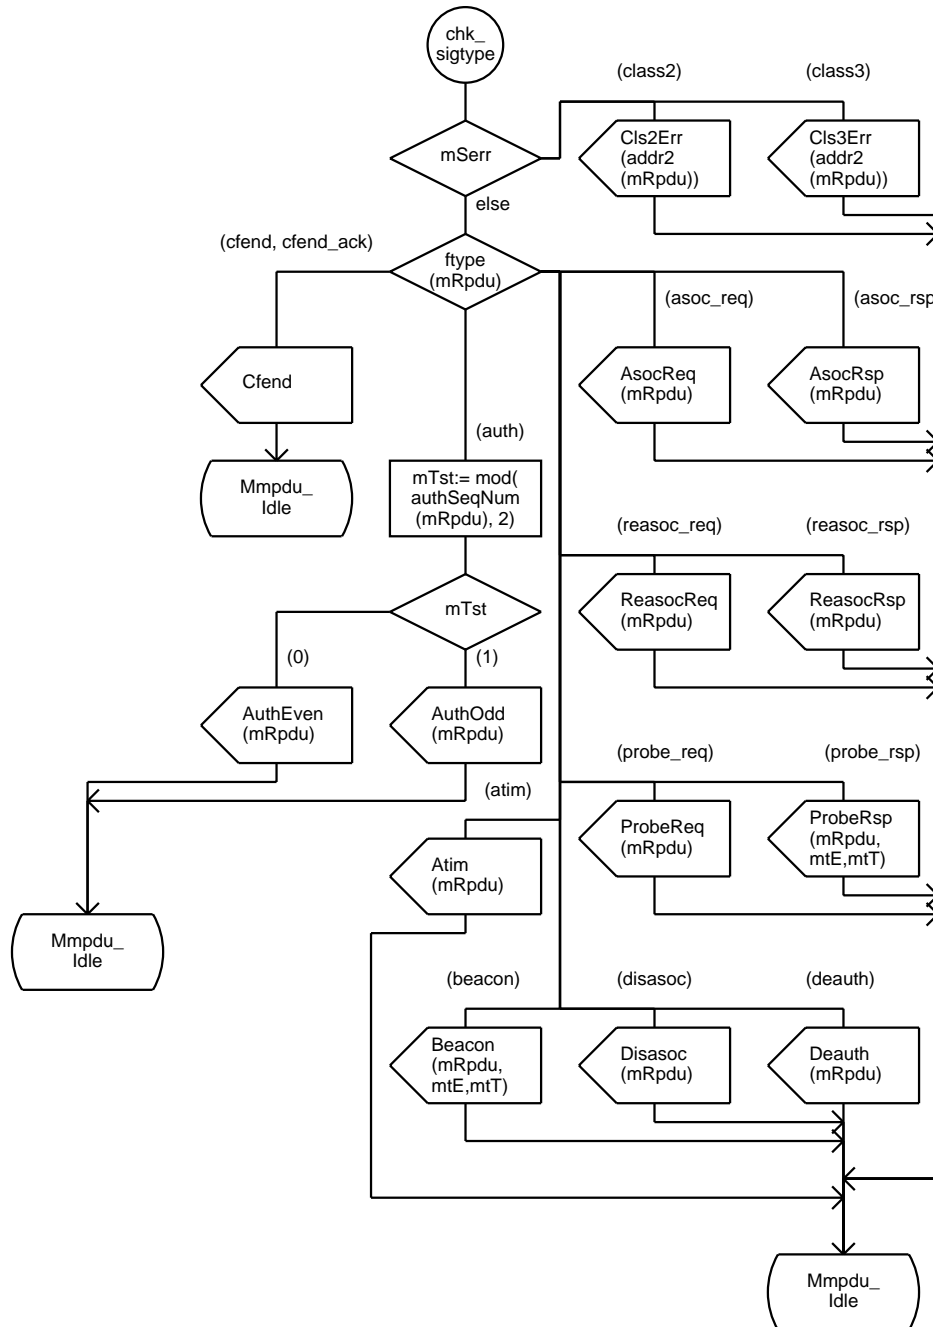 chk_
sigtype
(class2)
(class3)
mSerr
Cls2Err
(addr2
(mRpdu))
Cls3Err
(addr2
(mRpdu))
else
(cfend, cfend_ack)
ftype
(mRpdu)
(asoc_req)
(asoc_rsp
Cfend
AsocReq
(mRpdu)
AsocRsp
(mRpdu)
(auth)
Mmpdu_
Idle
mTst:= mod(
authSeqNum
(mRpdu), 2)
(reasoc_req)
(reasoc_rsp)
mTst
ReasocReq
(mRpdu)
ReasocRsp
(mRpdu)
(0)
(1)
AuthEven
(mRpdu)
AuthOdd
(mRpdu)
(probe_req)
(probe_rsp)
(atim)
ProbeReq
(mRpdu)
ProbeRsp
(mRpdu,
mtE,mtT)
Atim
(mRpdu)
Mmpdu_
Idle
(beacon)
(disasoc)
(deauth)
Beacon
(mRpdu,
mtE,mtT)
Disasoc
(mRpdu)
Deauth
(mRpdu)
Mmpdu_
Idle